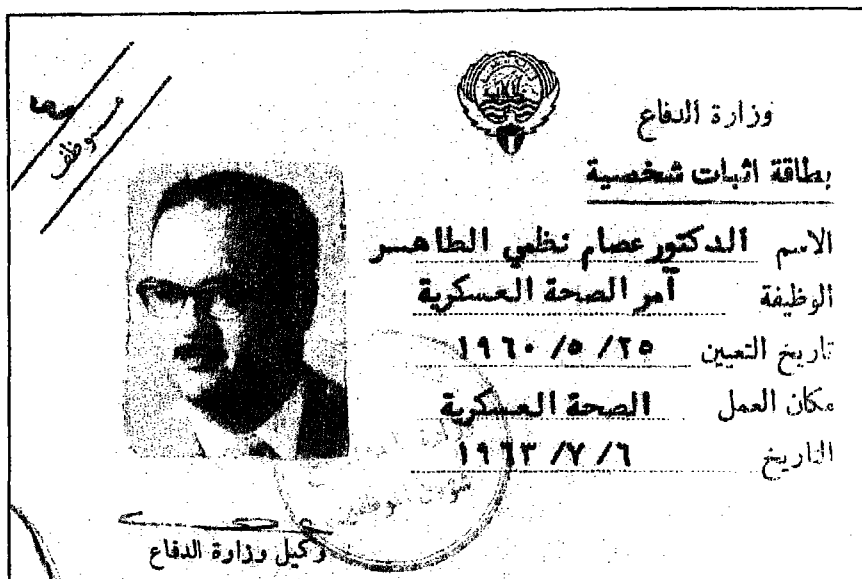 موظف
وزارة الدفاع
بطاقة اثبات شخصية
الاسم الدكتور عصام نظمي الطاهر
الوظيفة آمر الصحة العسكرية
تاريخ التعيين ١٩٦٠/٥/٢٥
مكان العمل الصحة العسكرية
التاريخ ١٩٦٣/٧/٦
وكيل وزارة الدفاع